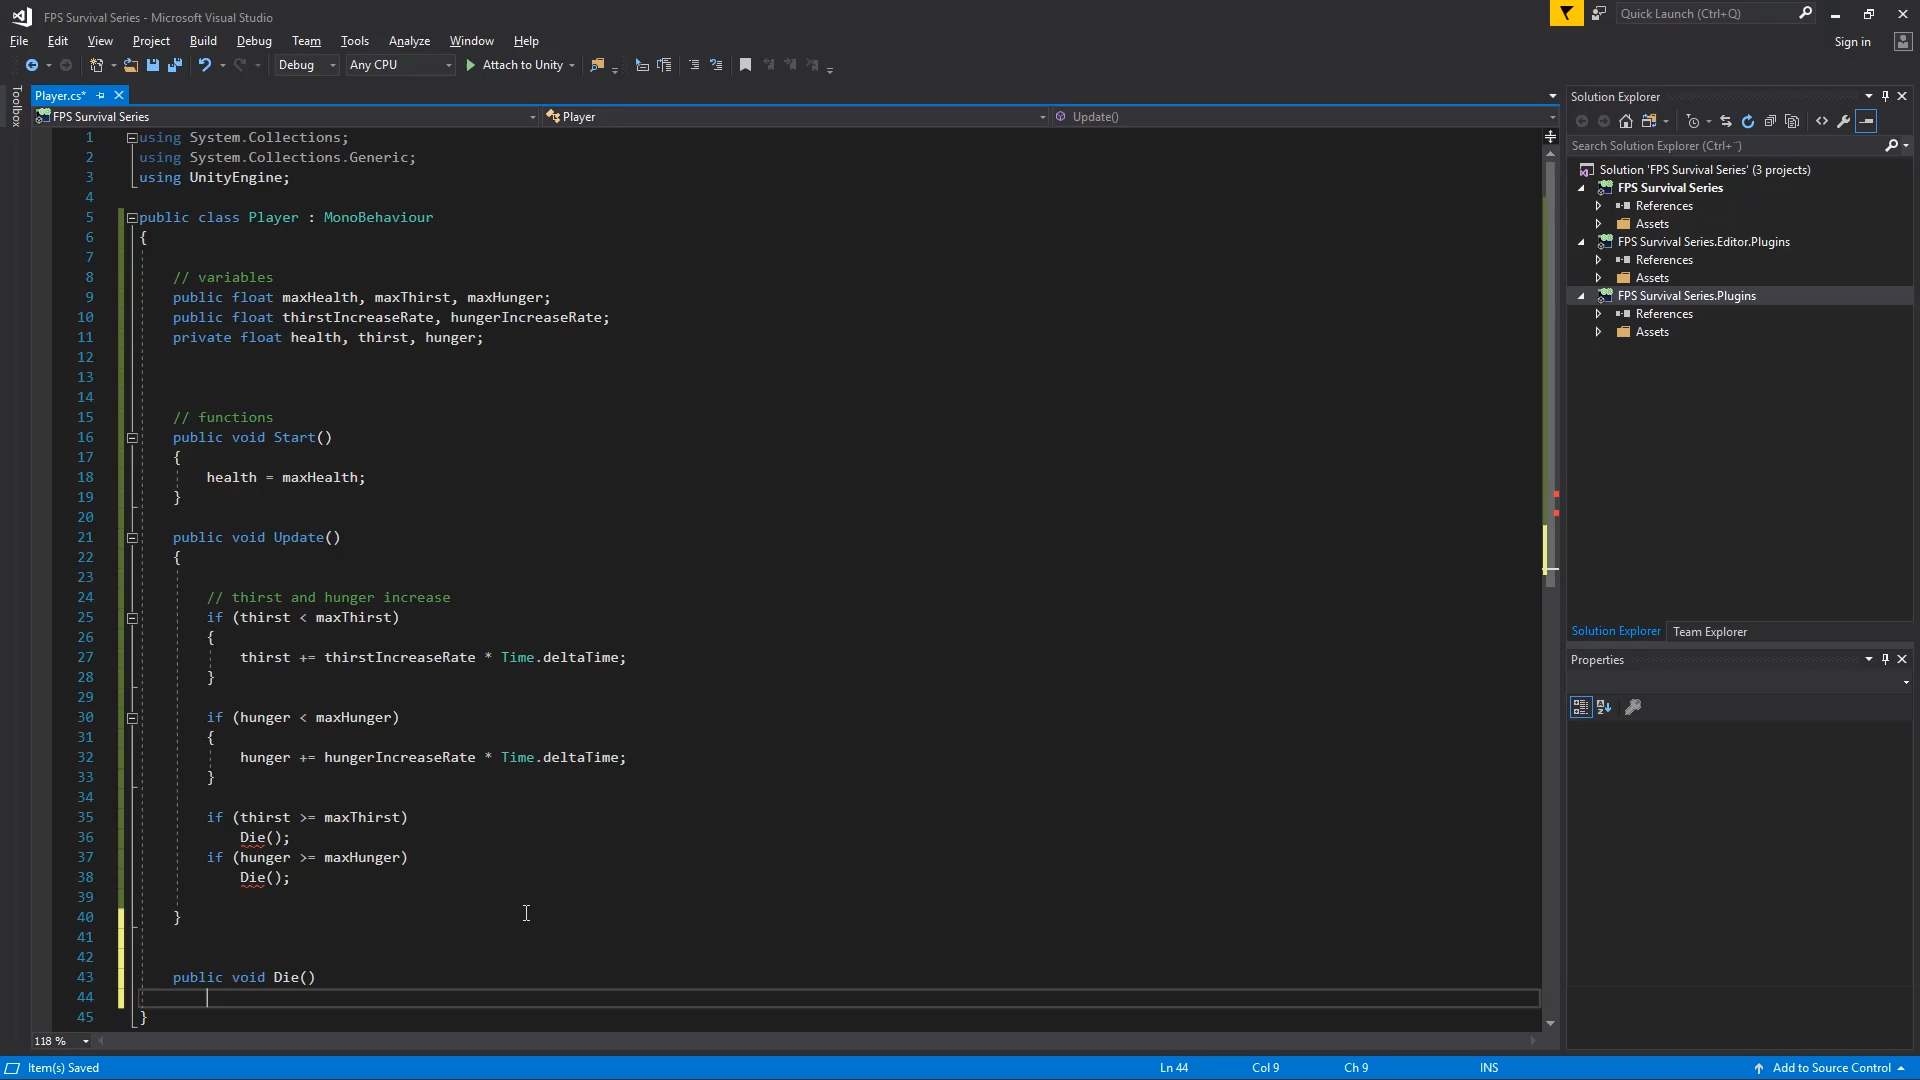 FPS Survival Series - Microsoft Visual Studio
Quick Launch (Ctrl+Q)
File Edit View Project Build Debug Team Tools Analyze Window Help
Sign in
Debug Any CPU Attach to Unity
Toolbox
Player.cs*
FPS Survival Series Player Update()
1 using System.Collections;
2 using System.Collections.Generic;
3 using UnityEngine;
4
5 public class Player : MonoBehaviour
6 {
7
8 // variables
9 public float maxHealth, maxThirst, maxHunger;
10 public float thirstIncreaseRate, hungerIncreaseRate;
11 private float health, thirst, hunger;
12
13
14
15 // functions
16 public void Start()
17 {
18 health = maxHealth;
19 }
20
21 public void Update()
22 {
23
24 // thirst and hunger increase
25 if (thirst < maxThirst)
26 {
27 thirst += thirstIncreaseRate * Time.deltaTime;
28 }
29
30 if (hunger < maxHunger)
31 {
32 hunger += hungerIncreaseRate * Time.deltaTime;
33 }
34
35 if (thirst >= maxThirst)
36 Die();
37 if (hunger >= maxHunger)
38 Die();
39
40 }
41
42
43 public void Die()
44
45 }
118 %
Solution Explorer
Search Solution Explorer (Ctrl+¨)
Solution 'FPS Survival Series' (3 projects)
FPS Survival Series
References
Assets
FPS Survival Series.Editor.Plugins
References
Assets
FPS Survival Series.Plugins
References
Assets
Solution Explorer Team Explorer
Properties
Item(s) Saved Ln 44 Col 9 Ch 9 INS Add to Source Control